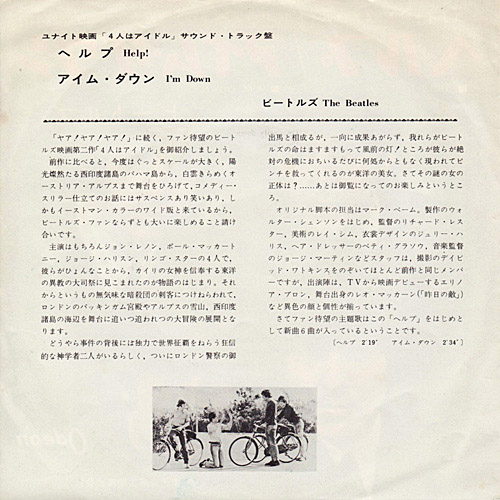 ユナイト映画「4人はアイドル」サウンド・トラック盤
ヘルプ Help!
アイム・ダウン I'm Down
ビートルズ The Beatles
「ヤア!ヤア!ヤア!」に続く,ファン待望のビート
ルズ映画第二作「4人はアイドル」を御紹介しましょう。
前作に比べると,今度はぐっとスケールが大きく,陽
光燦然たる西印度諸島のバハマ島から,白雲きらめくオ
ーストリア・アルプスまで舞台をひろげて,コメディー・
スリラー仕立てのお話にはサスペンスあり笑いあり,し
かもイーストマン・カラーのワイド版と来ているから,
ビートルズ・ファンならずとも大いに楽しめること請け
合いです。
主演はもちろんジョン・レノン,ポール・マッカート
ニー,ジョージ・ハリスン,リンゴ・スターの4人で,
彼らがひょんなことから,カイリの女神を信奉する東洋
の異教の大司祭に見こまれたのが物語のはじまり。それ
からというもの無気味な暗殺団の刺客につけねらわれて,
ロンドンのバッキンガム宮殿やアルプスの雪山,西印度
諸島の海辺を舞台に追いつ追われつの大冒険が展開とな
ります。
どうやら事件の背後には独力で世界征覇をねらう狂信
的な神学者二人がいるらしく,ついにロンドン警察の御
出馬と相成るが,一向に成果あがらず,我れらがビート
ルズの命はますますもって風前の灯!ところが彼らが絶
対の危機におちいるたびに何処からともなく現われてピ
ンチを救ってくれるのが東洋の美女。さてその謎の女の
正体は?……あとは御覧になってのお楽しみというとこ
ろ。
オリジナル脚本の担当はマーク・ベーム。製作のウォ
ルター・シェンソンをはじめ,監督のリチャード・レス
ター,美術のレイ・シム,衣裳デザインのジュリー・ハ
リス,ヘア・ドレッサーのベティ・グラソウ,音楽監督
のジョージ・マーティンなどスタッフは,撮影のデイビ
ッド・ワトキンスをのぞいてほとんど前作と同じメンバ
ーですが,出演陣は,TVから映画デビューするエリノ
ア・ブロン,舞台出身のレオ・マッカーン(「昨日の敵」)
など異色の顔と個性が揃っています。
さてファン待望の主題歌はこの「ヘルプ」をはじめと
して新曲6曲が入っているということです。
〔ヘルプ 2′19″ アイム・ダウン 2′34″〕